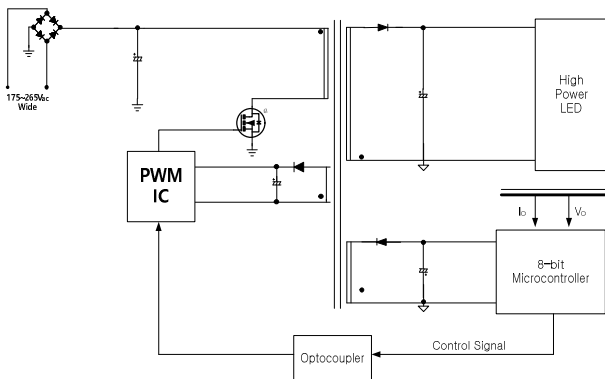 175~265Vac
Wide
PWM
IC
High
Power
LED
Io
Vo
8-bit
Microcontroller
Optocoupler
Control Signal